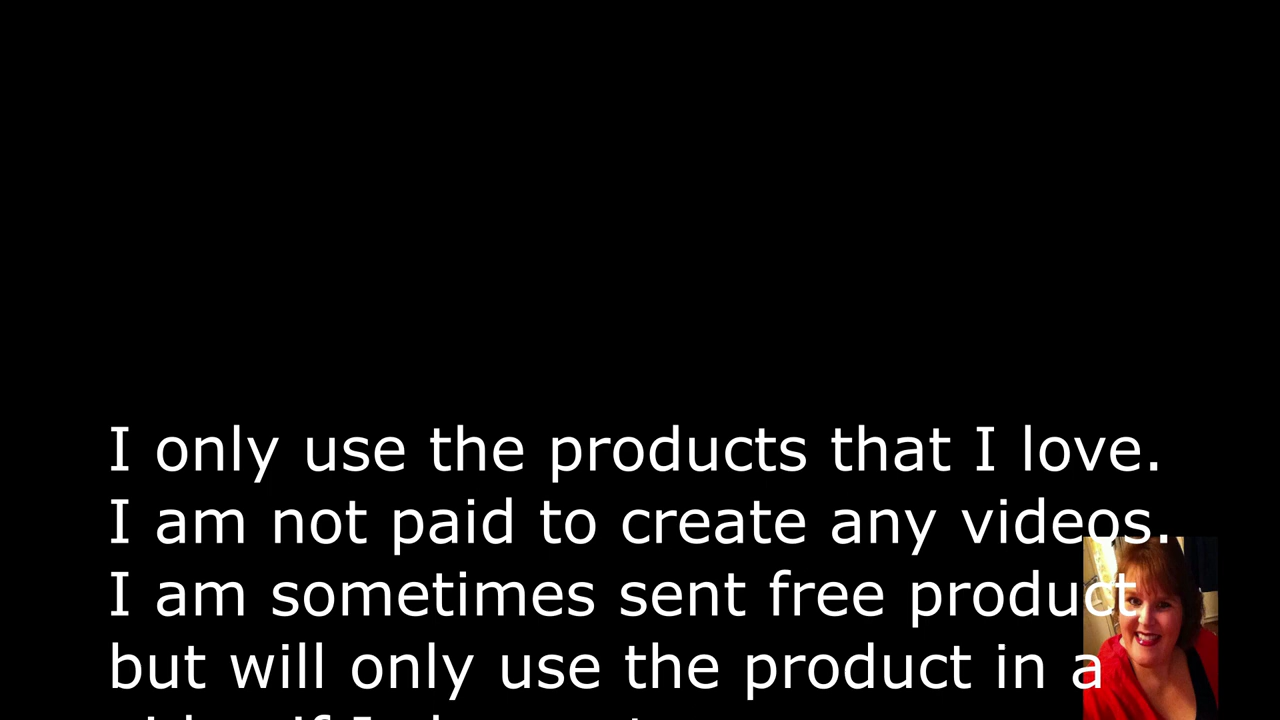 I only use the products that I love.
I am not paid to create any videos.
I am sometimes sent free product
but will only use the product in a